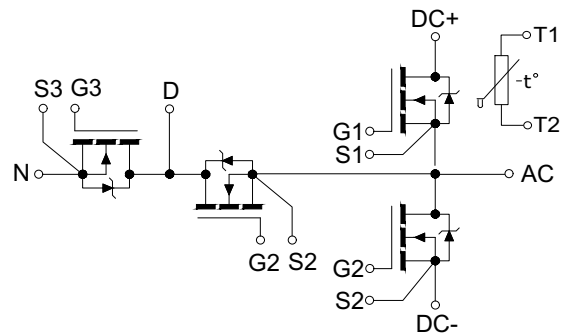 DC+
T1
S3 G3 D
-t°
G1
T2
S1
N
AC
G2 S2
G2
S2
DC-